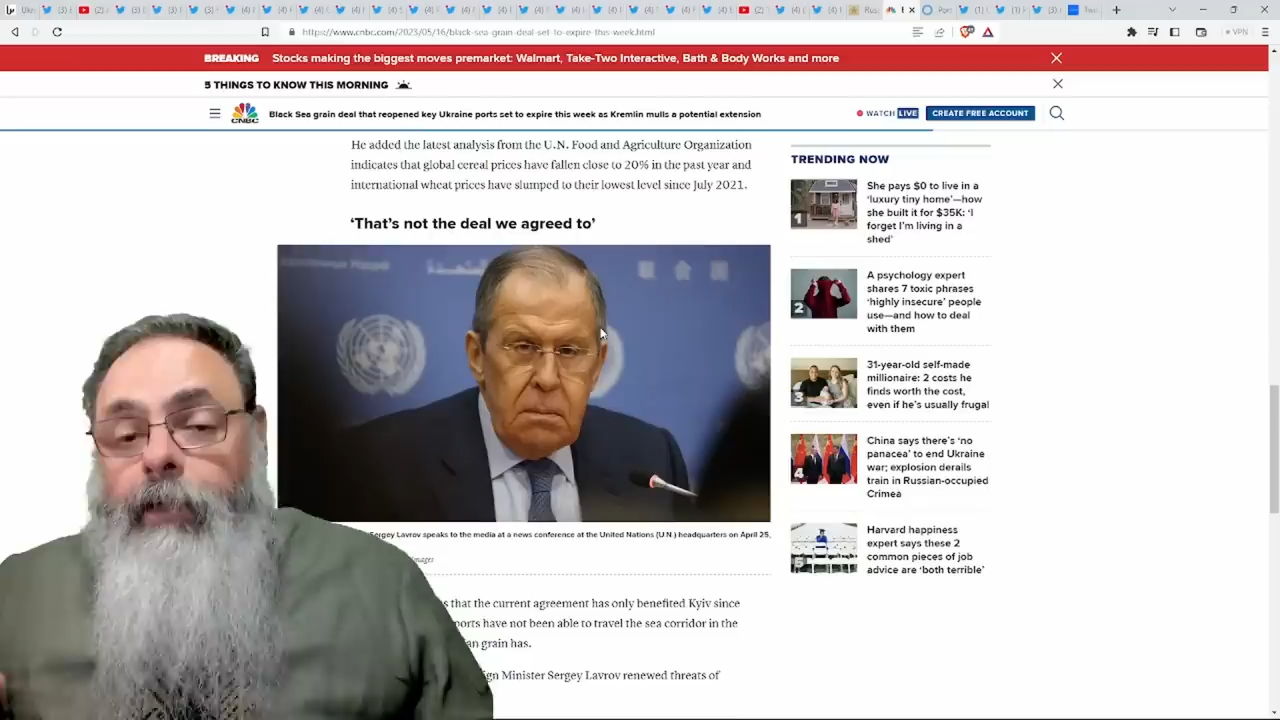 https://www.cnbc.com/2023/05/16/black-sea-grain-deal-set-to-expire-this-week.html
VPN
BREAKING Stocks making the biggest moves premarket: Walmart, Take-Two Interactive, Bath & Body Works and more
5 THINGS TO KNOW THIS MORNING
CNBC
Black Sea grain deal that reopened key Ukraine ports set to expire this week as Kremlin mulls a potential extension
WATCH LIVE
CREATE FREE ACCOUNT
He added the latest analysis from the U.N. Food and Agriculture Organization
indicates that global cereal prices have fallen close to 20% in the past year and
international wheat prices have slumped to their lowest level since July 2021.
‘That’s not the deal we agreed to’
Sergey Lavrov speaks to the media at a news conference at the United Nations (U.N.) headquarters on April 25,
s that the current agreement has only benefited Kyiv since
ports have not been able to travel the sea corridor in the
an grain has.
ign Minister Sergey Lavrov renewed threats of
TRENDING NOW
1
She pays $0 to live in a
‘luxury tiny home’—how
she built it for $35K: ‘I
forget I’m living in a
shed’
2
A psychology expert
shares 7 toxic phrases
‘highly insecure’ people
use—and how to deal
with them
3
31-year-old self-made
millionaire: 2 costs he
finds worth the cost,
even if he’s usually frugal
4
China says there’s ‘no
panacea’ to end Ukraine
war; explosion derails
train in Russian-occupied
Crimea
5
Harvard happiness
expert says these 2
common pieces of job
advice are ‘both terrible’